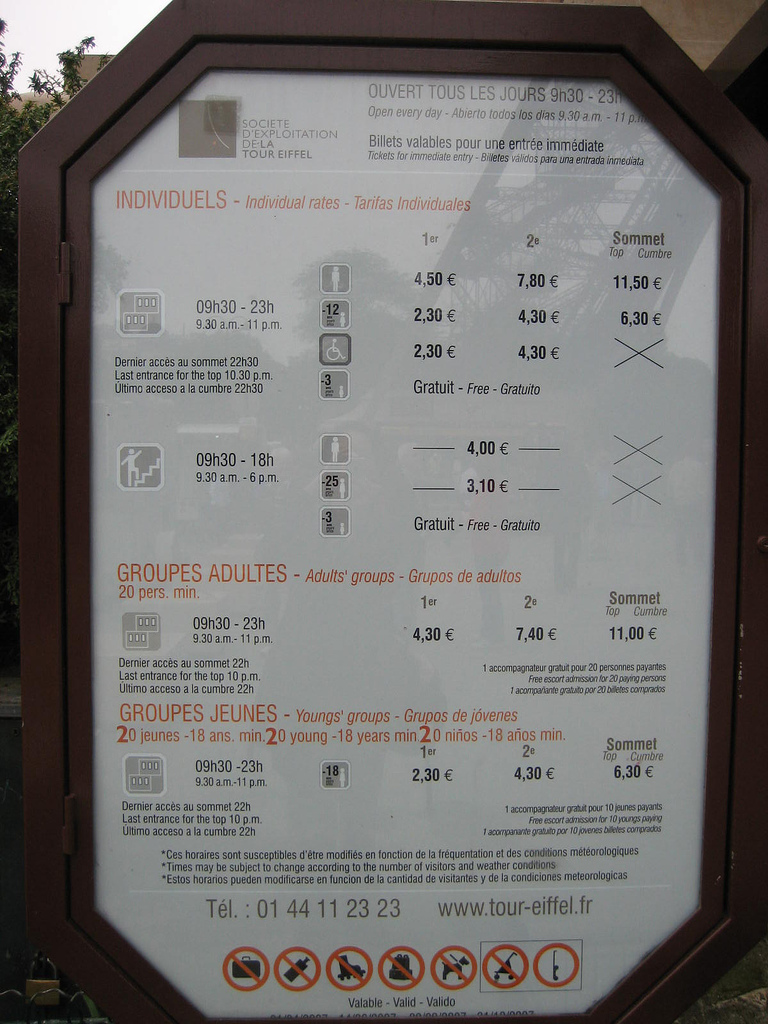 SOCIETE
D'EXPLOITATION
DE LA
TOUR EIFFEL
OUVERT TOUS LES JOURS 9h30 - 23h
Open every day - Abierto todos los dias 9.30 a.m. - 11 p.m.
Billets valables pour une entrée immédiate
Tickets for immediate entry - Billetes válidos para una entrada inmediata
INDIVIDUELS - Individual rates - Tarifas Individuales
1er 2e Sommet
Top Cumbre
4,50 € 7,80 € 11,50 €
09h30 - 23h
9.30 a.m.- 11 p.m.
-12 2,30 € 4,30 € 6,30 €
2,30 € 4,30 €
Dernier accès au sommet 22h30
Last entrance for the top 10.30 p.m.
Último acceso a la cumbre 22h30
-3 Gratuit - Free - Gratuito
09h30 - 18h
9.30 a.m. - 6 p.m.
4,00 €
-25 3,10 €
-3 Gratuit - Free - Gratuito
GROUPES ADULTES - Adults' groups - Grupos de adultos
20 pers. min.
1er 2e Sommet
Top Cumbre
09h30 - 23h
9.30 a.m.- 11 p.m.
4,30 € 7,40 € 11,00 €
Dernier accès au sommet 22h
Last entrance for the top 10 p.m.
Último acceso a la cumbre 22h
1 accompagnateur gratuit pour 20 personnes payantes
Free escort admission for 20 paying persons
1 acompañante gratuito por 20 billetes comprados
GROUPES JEUNES - Youngs' groups - Grupos de jóvenes
20 jeunes -18 ans. min. 20 young -18 years min. 20 niños -18 años min.
1er 2e Sommet
Top Cumbre
09h30 -23h
9.30 a.m.-11 p.m.
-18 2,30 € 4,30 € 6,30 €
Dernier accès au sommet 22h
Last entrance for the top 10 p.m.
Último acceso a la cumbre 22h
1 accompagnateur gratuit pour 10 jeunes payants
Free escort admission for 10 youngs paying
1 acompanante gratuito por 10 jovenes billetes comprados
*Ces horaires sont susceptibles d'être modifiés en fonction de la fréquentation et des conditions météorologiques
*Times may be subject to change according to the number of visitors and weather conditions
*Estos horarios pueden modificarse en funcion de la cantidad de visitantes y de la condiciones meteorologicas
Tél. : 01 44 11 23 23 www.tour-eiffel.fr
Valable - Valid - Valido